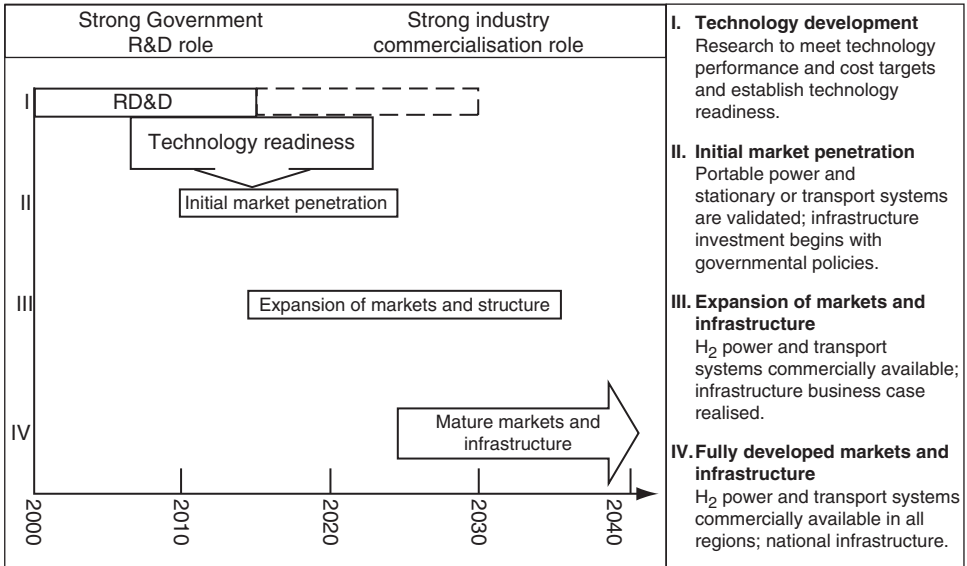 Strong Government
R&D role
Strong industry
commercialisation role
I
RD&D
Technology readiness
II
Initial market penetration
III
Expansion of markets and structure
IV
Mature markets and
infrastructure
2000
2010
2020
2030
2040
I. Technology development
Research to meet technology
performance and cost targets
and establish technology
readiness.
II. Initial market penetration
Portable power and
stationary or transport systems
are validated; infrastructure
investment begins with
governmental policies.
III. Expansion of markets and
infrastructure
H2 power and transport
systems commercially available;
infrastructure business case
realised.
IV. Fully developed markets and
infrastructure
H2 power and transport systems
commercially available in all
regions; national infrastructure.